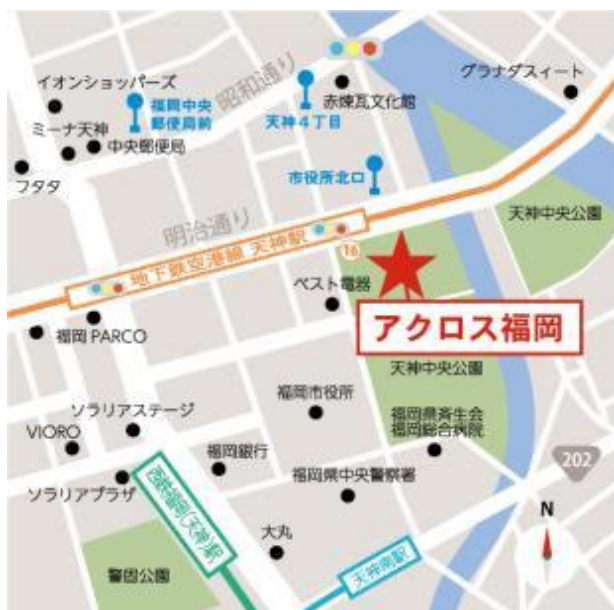 イオンショッパーズ
福岡中央
郵便局前
昭和通り
天神4丁目
赤煉瓦文化館
グラナダスィート
ミーナ天神
中央郵便局
フタタ
市役所北口
天神中央公園
明治通り
地下鉄空港線 天神駅
16
ベスト電器
アクロス福岡
福岡 PARCO
天神中央公園
福岡市役所
ソラリアステージ
VIORO
福岡県済生会
福岡総合病院
福岡銀行
202
ソラリアプラザ
福岡県中央警察署
西鉄福岡(天神)駅
N
大丸
天神南駅
警固公園